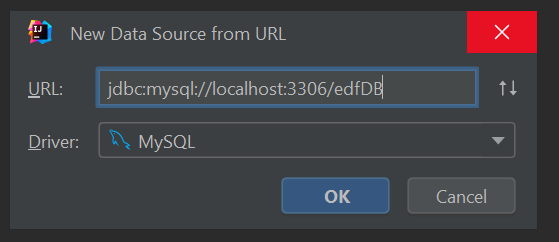 New Data Source from URL
URL: jdbc:mysql://localhost:3306/edfDB
Driver: MySQL
OK Cancel